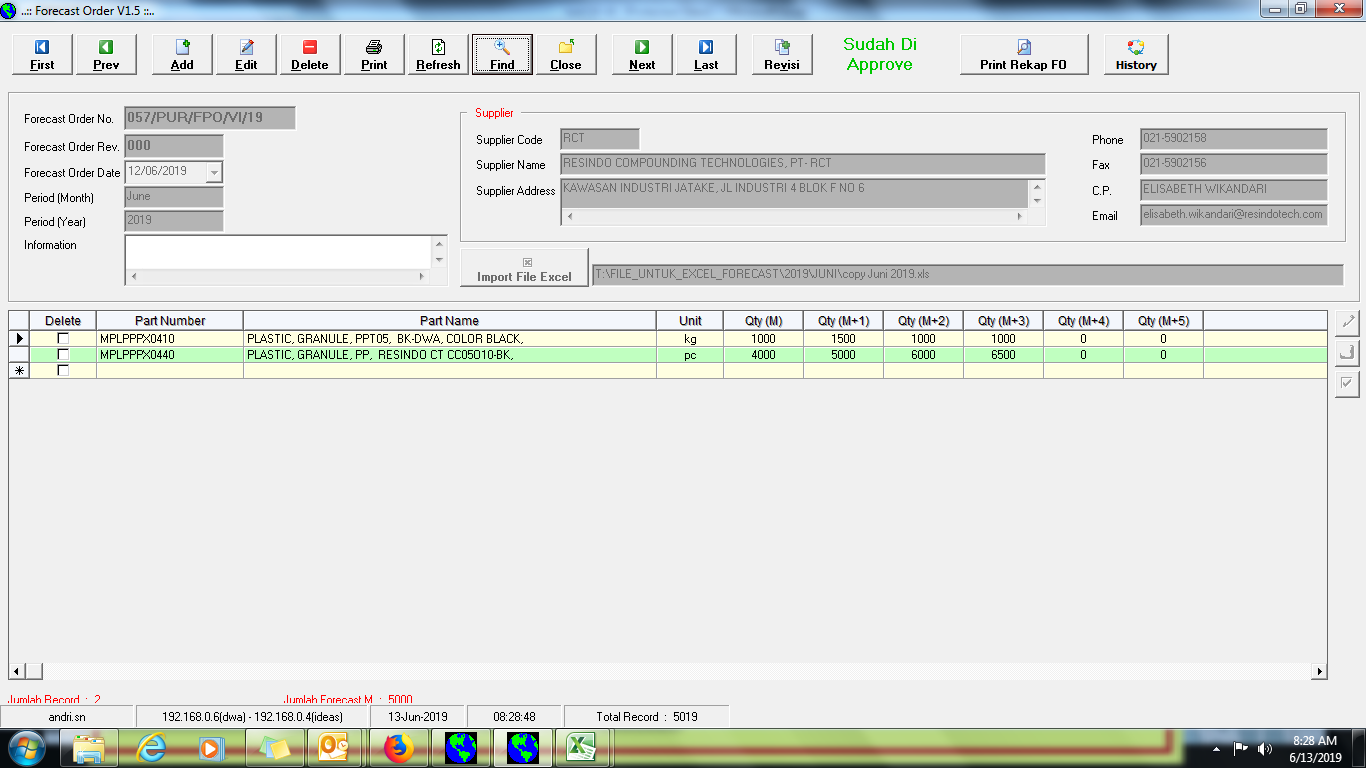 ..:: Forecast Order V1.5 ::..
First Prev Add Edit Delete Print Refresh Find Close Next Last Revisi Sudah Di Approve Print Rekap FO History
Forecast Order No. 057/PUR/FPO/VI/19
Forecast Order Rev. 000
Forecast Order Date 12/06/2019
Period (Month) June
Period (Year) 2019
Information
Supplier
Supplier Code RCT
Supplier Name RESINDO COMPOUNDING TECHNOLOGIES, PT- RCT
Supplier Address KAWASAN INDUSTRI JATAKE, JL INDUSTRI 4 BLOK F NO 6
Phone 021-5902158
Fax 021-5902156
C.P. ELISABETH WIKANDARI
Email elisabeth.wikandari@resindotech.com
Import File Excel T:\FILE_UNTUK_EXCEL_FORECAST\2019\JUNI\copy Juni 2019.xls
Delete Part Number Part Name Unit Qty (M) Qty (M+1) Qty (M+2) Qty (M+3) Qty (M+4) Qty (M+5)
MPLPPPX0410 PLASTIC, GRANULE, PPT05, BK-DWA, COLOR BLACK, kg 1000 1500 1000 1000 0 0
MPLPPPX0440 PLASTIC, GRANULE, PP, RESINDO CT CC05010-BK, pc 4000 5000 6000 6500 0 0
Jumlah Record : 2 Jumlah Forecast M : 5000
andri.sn 192.168.0.6(dwa) - 192.168.0.4(ideas) 13-Jun-2019 08:28:48 Total Record : 5019
8:28 AM
6/13/2019